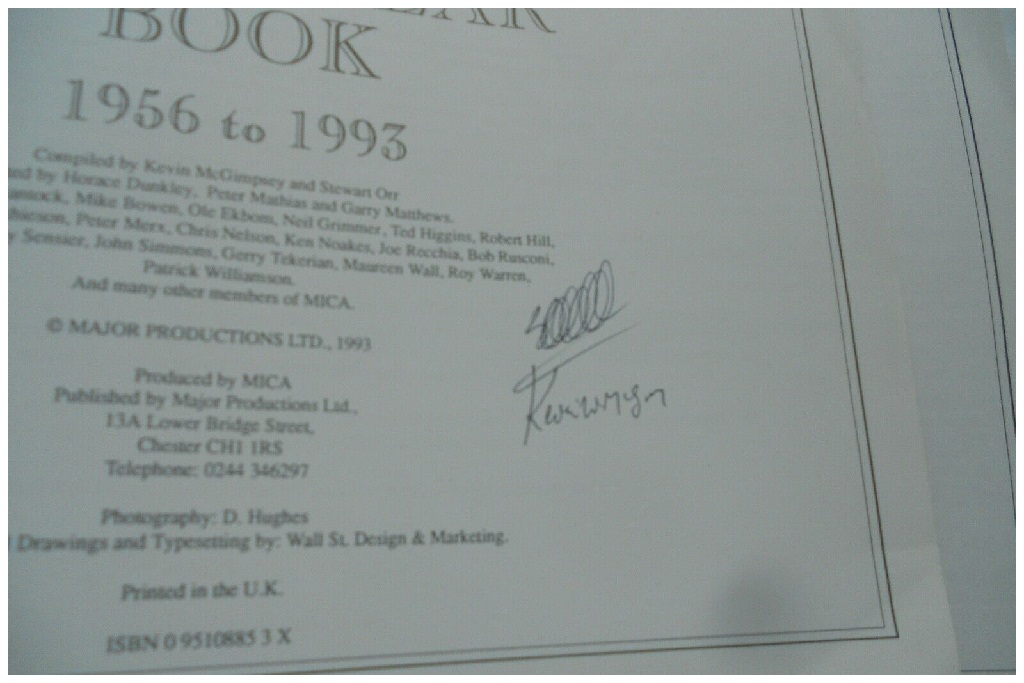 BOOK
1956 to 1993
Compiled by Kevin McGimpsey and Stewart Orr
by Horace Dunkley, Peter Mathias and Garry Matthews.
Mike Bowen, Ole Ekbom, Neil Grimmer, Ted Higgins, Robert Hill,
Peter Merx, Chris Nelson, Ken Noakes, Joe Recchia, Bob Rusconi,
Sensier, John Simmons, Gerry Tekerian, Maureen Wall, Roy Warren,
Patrick Williamson.
And many other members of MICA.
© MAJOR PRODUCTIONS LTD., 1993
Produced by MICA
Published by Major Productions Ltd.,
13A Lower Bridge Street,
Chester CH1 1RS
Telephone: 0244 346297
Photography: D. Hughes
Drawings and Typesetting by: Wall St. Design & Marketing.
Printed in the U.K.
ISBN 0 9510885 3 X